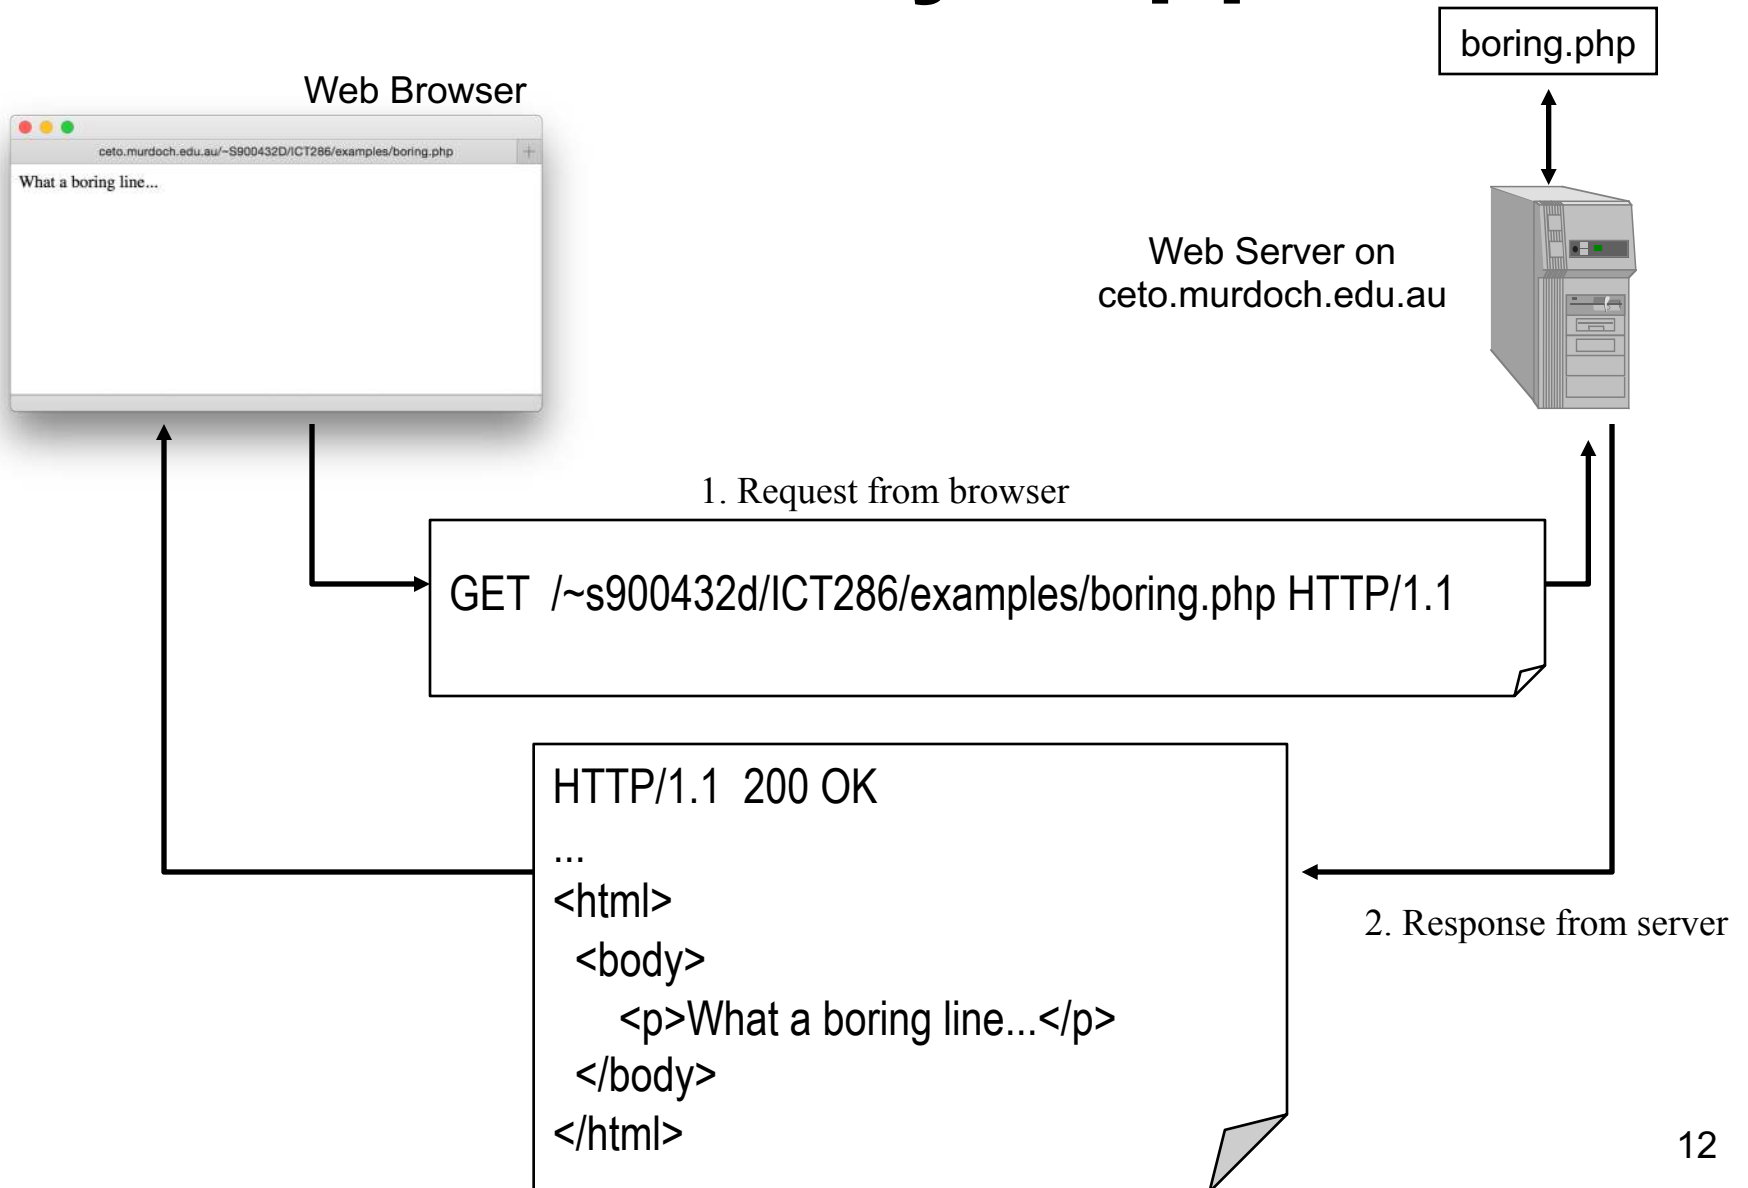 boring.php
Web Browser
ceto.murdoch.edu.au/~S900432D/ICT286/examples/boring.php
What a boring line...
Web Server on
ceto.murdoch.edu.au
1. Request from browser
GET /~s900432d/ICT286/examples/boring.php HTTP/1.1
HTTP/1.1 200 OK
...
<html>
<body>
<p>What a boring line...</p>
</body>
</html>
2. Response from server
12